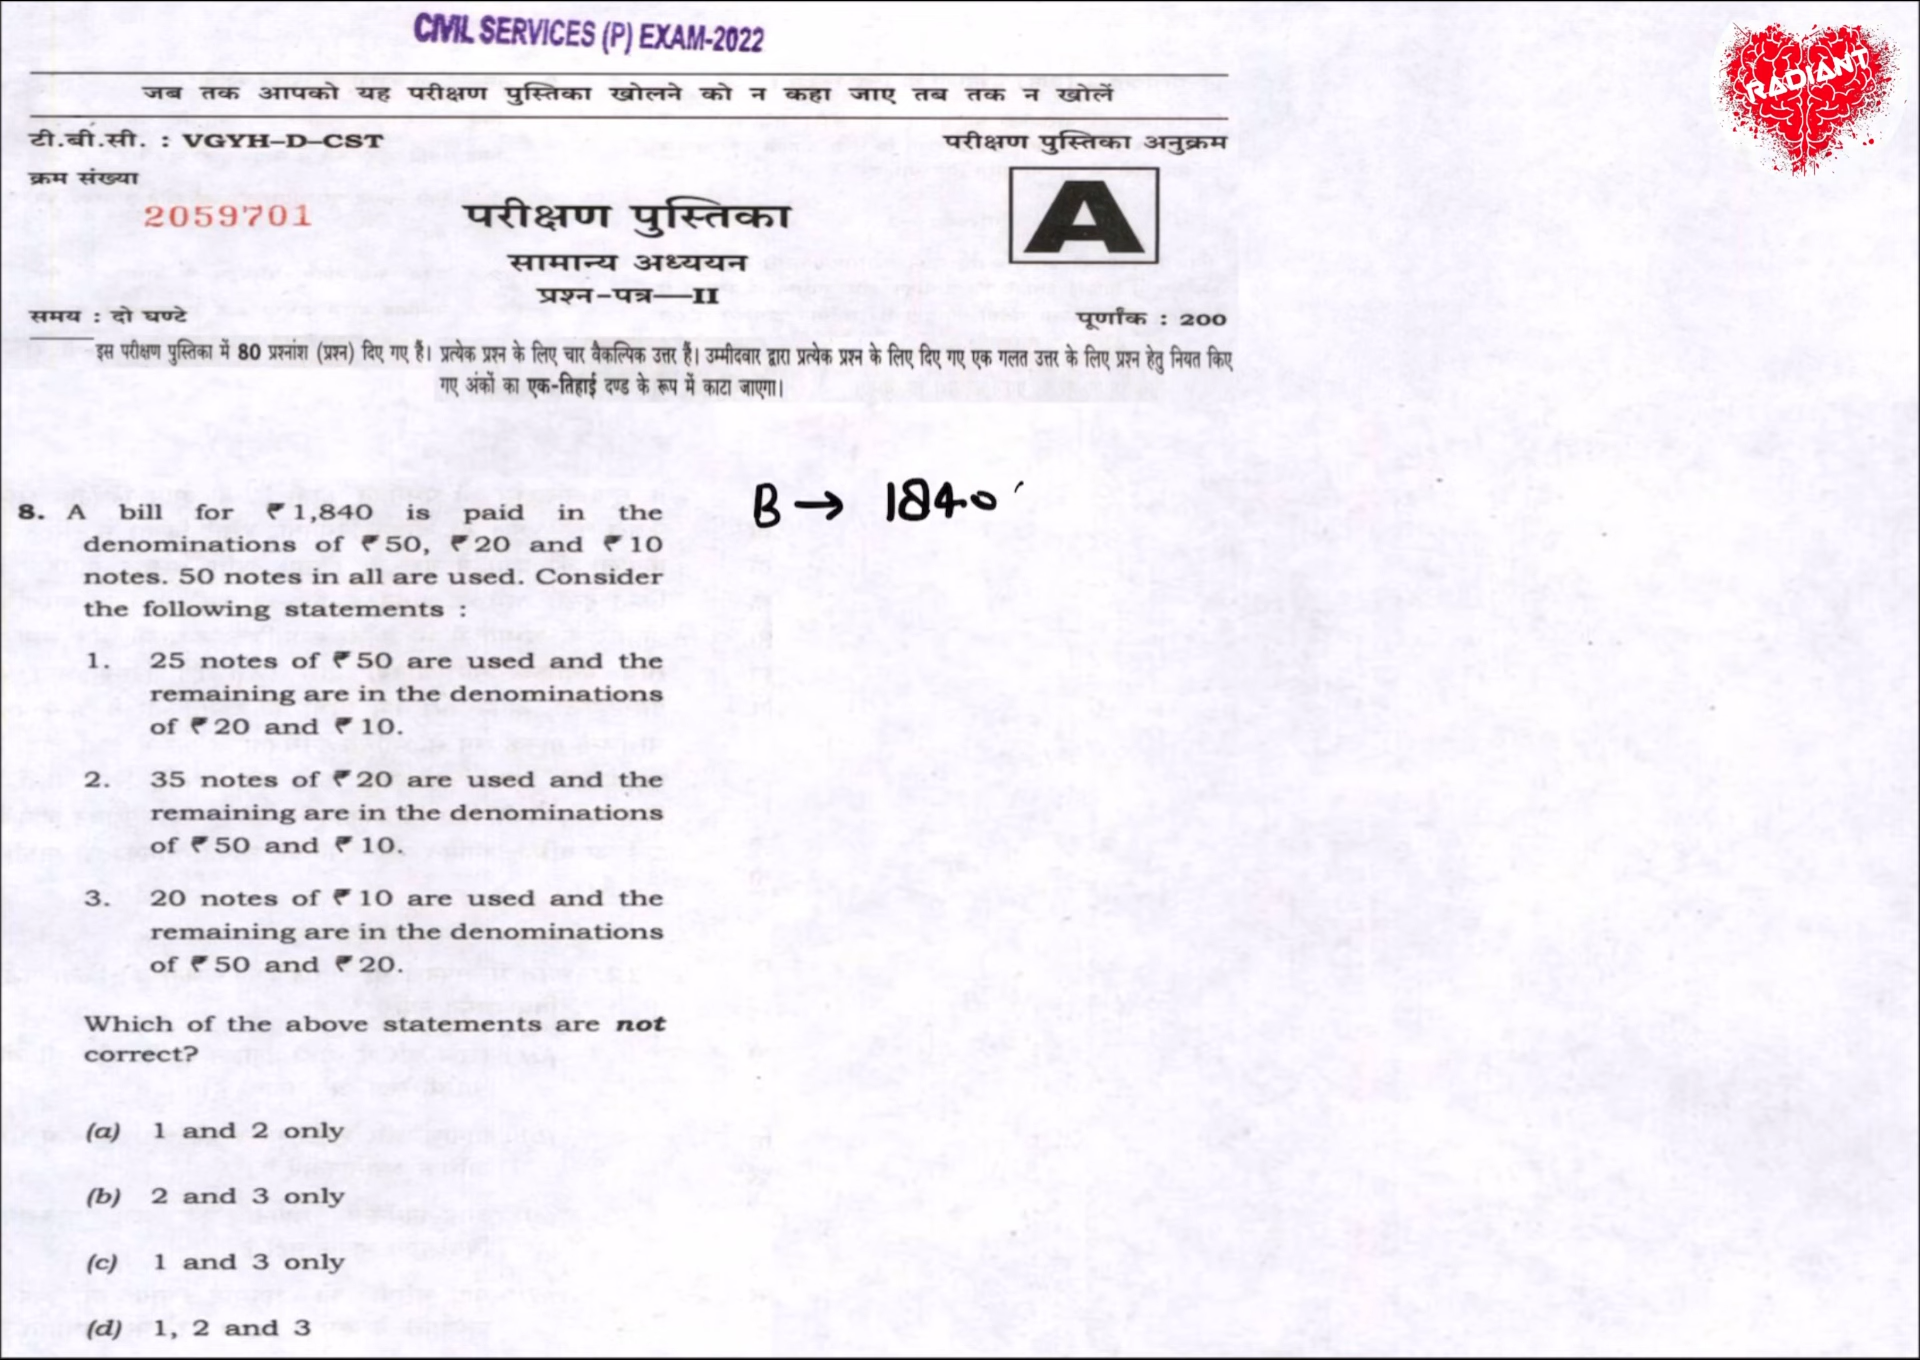 CIVIL SERVICES (P) EXAM-2022
RADIANT
जब तक आपको यह परीक्षण पुस्तिका खोलने को न कहा जाए तब तक न खोलें
टी.बी.सी. : VGYH-D-CST
परीक्षण पुस्तिका अनुक्रम
क्रम संख्या
2059701
परीक्षण पुस्तिका
A
सामान्य अध्ययन
प्रश्न-पत्र—II
समय : दो घण्टे
पूर्णांक : 200
इस परीक्षण पुस्तिका में 80 प्रश्नांश (प्रश्न) दिए गए हैं। प्रत्येक प्रश्न के लिए चार वैकल्पिक उत्तर हैं। उम्मीदवार द्वारा प्रत्येक प्रश्न के लिए दिए गए एक गलत उत्तर के लिए प्रश्न हेतु नियत किए
गए अंकों का एक-तिहाई दण्ड के रूप में काटा जाएगा।
8. A bill for ₹1,840 is paid in the
denominations of ₹50, ₹20 and ₹10
notes. 50 notes in all are used. Consider
the following statements :
1. 25 notes of ₹50 are used and the
remaining are in the denominations
of ₹20 and ₹10.
2. 35 notes of ₹20 are used and the
remaining are in the denominations
of ₹50 and ₹10.
3. 20 notes of ₹10 are used and the
remaining are in the denominations
of ₹50 and ₹20.
Which of the above statements are not
correct?
(a) 1 and 2 only
(b) 2 and 3 only
(c) 1 and 3 only
(d) 1, 2 and 3
B → 1840